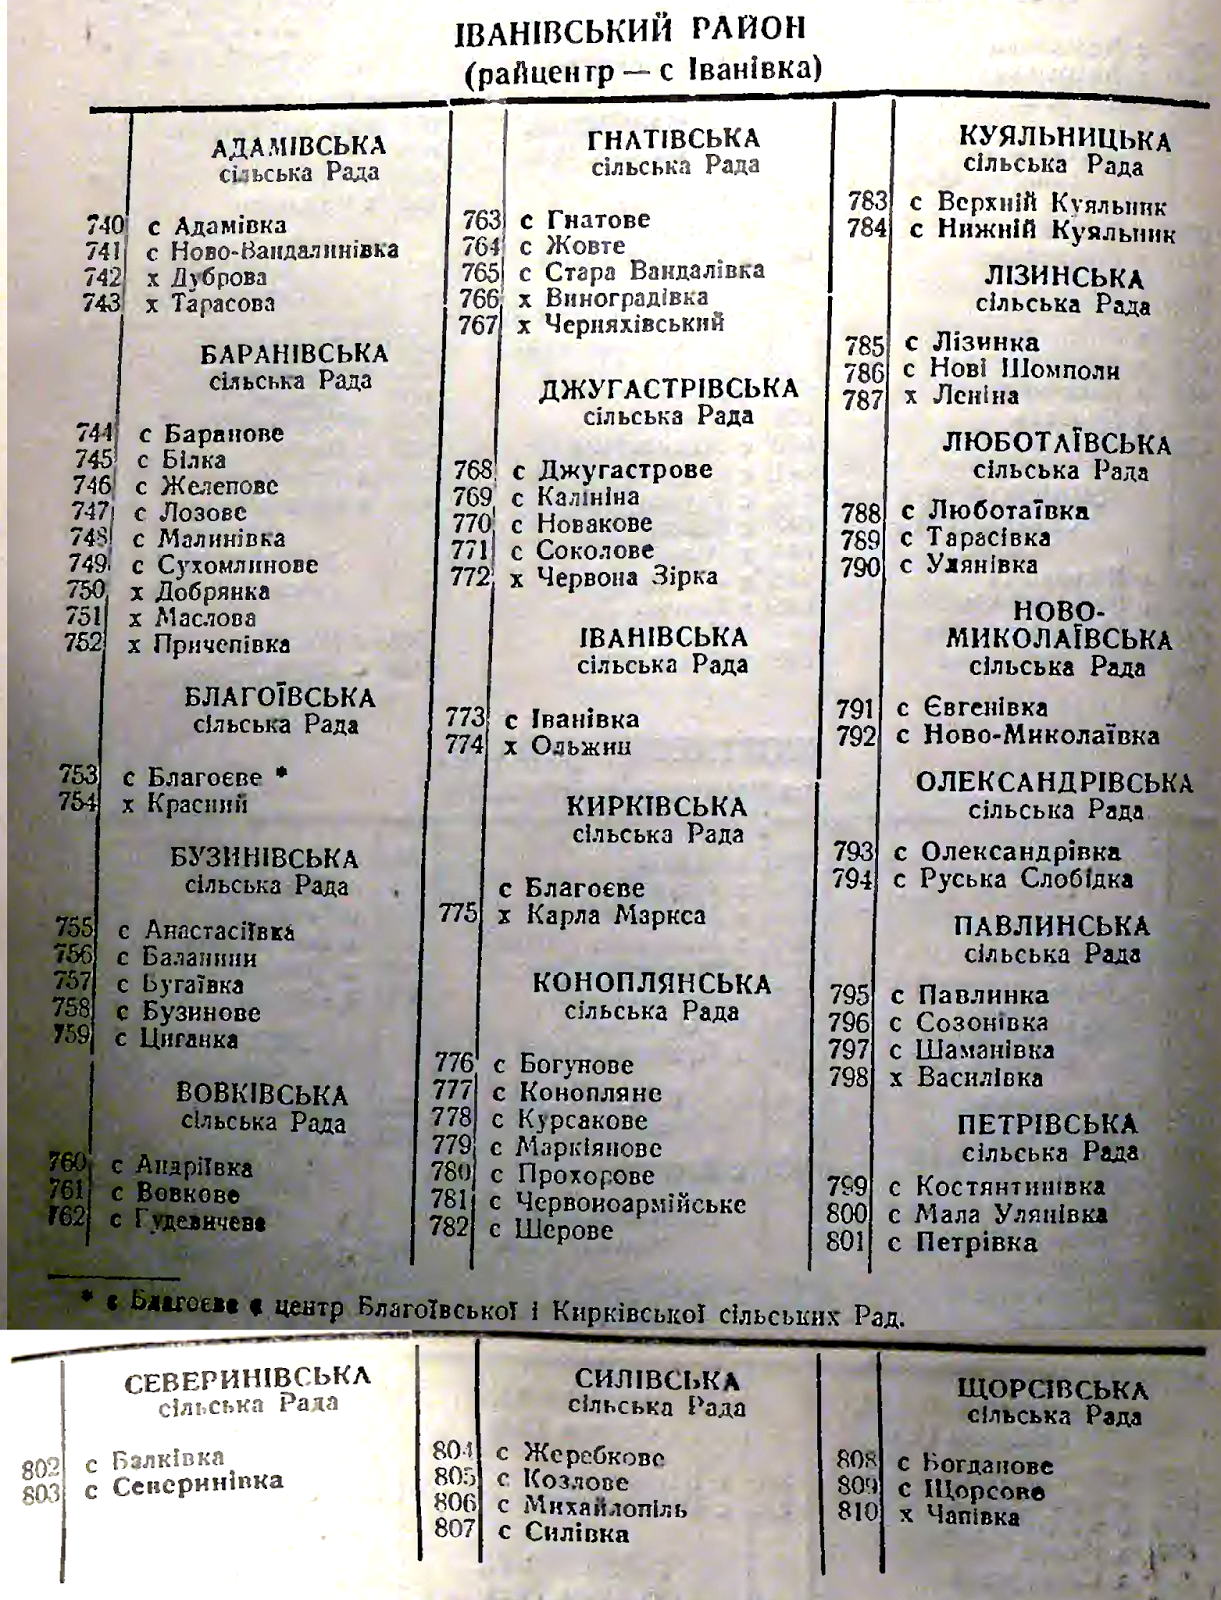 ІВАНІВСЬКИЙ РАЙОН
(райцентр — с Іванівка)
АДАМІВСЬКА
сільська Рада
740 с Адамівка
741 с Ново-Вандалинівка
742 х Дуброва
743 х Тарасова
БАРАНІВСЬКА
сільська Рада
744 с Баранове
745 с Білка
746 с Желепове
747 с Лозове
748 с Малинівка
749 с Сухомлинове
750 х Добрянка
751 х Маслова
752 х Причепівка
БЛАГОЇВСЬКА
сільська Рада
753 с Благоєве *
754 х Красний
БУЗИНІВСЬКА
сільська Рада
755 с Анастасіївка
756 с Баланини
757 с Бугаївка
758 с Бузинове
759 с Циганка
ВОВКІВСЬКА
сільська Рада
760 с Андріївка
761 с Вовкове
762 с Гудевичеве
ГНАТІВСЬКА
сільська Рада
763 с Гнатове
764 с Жовте
765 с Стара Вандалівка
766 х Виноградівка
767 х Черняхівський
ДЖУГАСТРІВСЬКА
сільська Рада
768 с Джугастрове
769 с Калініна
770 с Новакове
771 с Соколове
772 х Червона Зірка
ІВАНІВСЬКА
сільська Рада
773 с Іванівка
774 х Ольжин
КИРКІВСЬКА
сільська Рада
с Благоєве
775 х Карла Маркса
КОНОПЛЯНСЬКА
сільська Рада
776 с Богунове
777 с Конопляне
778 с Курсакове
779 с Маркіянове
780 с Прохорове
781 с Червоноармійське
782 с Шерове
КУЯЛЬНИЦЬКА
сільська Рада
783 с Верхній Куяльник
784 с Нижній Куяльник
ЛІЗИНСЬКА
сільська Рада
785 с Лізинка
786 с Нові Шомполи
787 х Леніна
ЛЮБОТАЇВСЬКА
сільська Рада
788 с Люботаївка
789 с Тарасівка
790 с Улянівка
НОВО-
МИКОЛАЇВСЬКА
сільська Рада
791 с Євгенівка
792 с Ново-Миколаївка
ОЛЕКСАНДРІВСЬКА
сільська Рада
793 с Олександрівка
794 с Руська Слобідка
ПАВЛИНСЬКА
сільська Рада
795 с Павлинка
796 с Созонівка
797 с Шаманівка
798 х Василівка
ПЕТРІВСЬКА
сільська Рада
799 с Костянтинівка
800 с Мала Улянівка
801 с Петрівка
* с Благоєве є центр Благоївської і Кирківської сільських Рад.
СЕВЕРИНІВСЬКА
сільська Рада
802 с Балківка
803 с Северинівка
СИЛІВСЬКА
сільська Рада
804 с Жеребкове
805 с Козлове
806 с Михайлопіль
807 с Силівка
ЩОРСІВСЬКА
сільська Рада
808 с Богданове
809 с Щорсове
810 х Чапівка